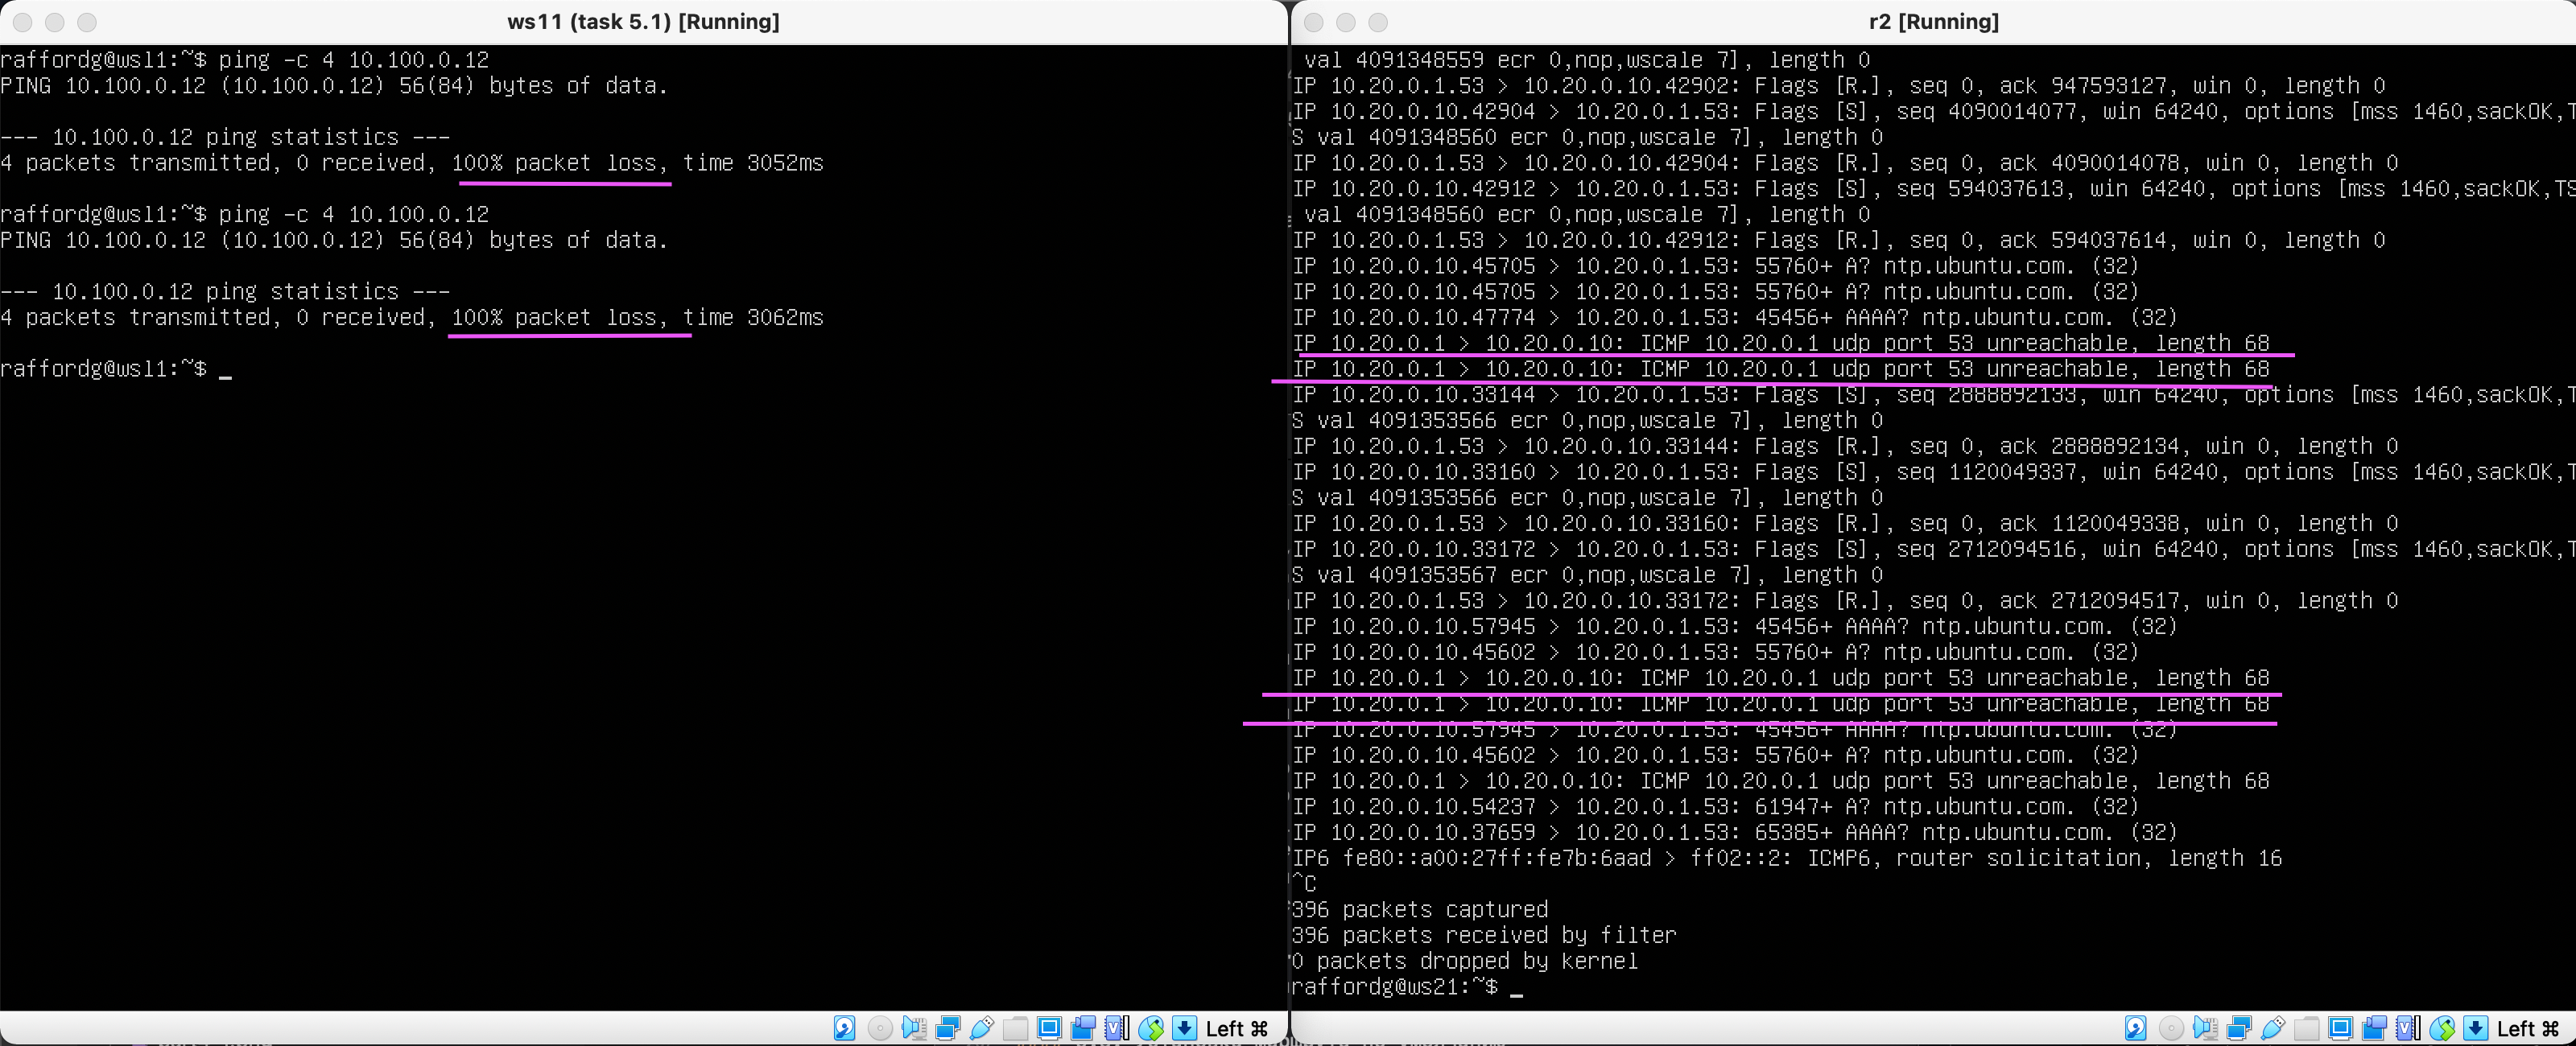 ws11 (task 5.1) [Running]
raffordg@wsl1:~$ ping -c 4 10.100.0.12
PING 10.100.0.12 (10.100.0.12) 56(84) bytes of data.
--- 10.100.0.12 ping statistics ---
4 packets transmitted, 0 received, 100% packet loss, time 3052ms
raffordg@wsl1:~$ ping -c 4 10.100.0.12
PING 10.100.0.12 (10.100.0.12) 56(84) bytes of data.
--- 10.100.0.12 ping statistics ---
4 packets transmitted, 0 received, 100% packet loss, time 3062ms
raffordg@wsl1:~$ _
Left ⌘
r2 [Running]
val 4091348559 ecr 0,nop,wscale 7], length 0
IP 10.20.0.1.53 > 10.20.0.10.42902: Flags [R.], seq 0, ack 947593127, win 0, length 0
IP 10.20.0.10.42904 > 10.20.0.1.53: Flags [S], seq 4090014077, win 64240, options [mss 1460,sackOK,T
S val 4091348560 ecr 0,nop,wscale 7], length 0
IP 10.20.0.1.53 > 10.20.0.10.42904: Flags [R.], seq 0, ack 4090014078, win 0, length 0
IP 10.20.0.10.42912 > 10.20.0.1.53: Flags [S], seq 594037613, win 64240, options [mss 1460,sackOK,TS
val 4091348560 ecr 0,nop,wscale 7], length 0
IP 10.20.0.1.53 > 10.20.0.10.42912: Flags [R.], seq 0, ack 594037614, win 0, length 0
IP 10.20.0.10.45705 > 10.20.0.1.53: 55760+ A? ntp.ubuntu.com. (32)
IP 10.20.0.10.45705 > 10.20.0.1.53: 55760+ A? ntp.ubuntu.com. (32)
IP 10.20.0.10.47774 > 10.20.0.1.53: 45456+ AAAA? ntp.ubuntu.com. (32)
IP 10.20.0.1 > 10.20.0.10: ICMP 10.20.0.1 udp port 53 unreachable, length 68
IP 10.20.0.1 > 10.20.0.10: ICMP 10.20.0.1 udp port 53 unreachable, length 68
IP 10.20.0.10.33144 > 10.20.0.1.53: Flags [S], seq 2888892133, win 64240, options [mss 1460,sackOK,T
S val 4091353566 ecr 0,nop,wscale 7], length 0
IP 10.20.0.1.53 > 10.20.0.10.33144: Flags [R.], seq 0, ack 2888892134, win 0, length 0
IP 10.20.0.10.33160 > 10.20.0.1.53: Flags [S], seq 1120049337, win 64240, options [mss 1460,sackOK,T
S val 4091353566 ecr 0,nop,wscale 7], length 0
IP 10.20.0.1.53 > 10.20.0.10.33160: Flags [R.], seq 0, ack 1120049338, win 0, length 0
IP 10.20.0.10.33172 > 10.20.0.1.53: Flags [S], seq 2712094516, win 64240, options [mss 1460,sackOK,T
S val 4091353567 ecr 0,nop,wscale 7], length 0
IP 10.20.0.1.53 > 10.20.0.10.33172: Flags [R.], seq 0, ack 2712094517, win 0, length 0
IP 10.20.0.10.57945 > 10.20.0.1.53: 45456+ AAAA? ntp.ubuntu.com. (32)
IP 10.20.0.10.45602 > 10.20.0.1.53: 55760+ A? ntp.ubuntu.com. (32)
IP 10.20.0.1 > 10.20.0.10: ICMP 10.20.0.1 udp port 53 unreachable, length 68
IP 10.20.0.1 > 10.20.0.10: ICMP 10.20.0.1 udp port 53 unreachable, length 68
IP 10.20.0.10.57945 > 10.20.0.1.53: 45456+ AAAA? ntp.ubuntu.com. (32)
IP 10.20.0.10.45602 > 10.20.0.1.53: 55760+ A? ntp.ubuntu.com. (32)
IP 10.20.0.1 > 10.20.0.10: ICMP 10.20.0.1 udp port 53 unreachable, length 68
IP 10.20.0.10.54237 > 10.20.0.1.53: 61947+ A? ntp.ubuntu.com. (32)
IP 10.20.0.10.37659 > 10.20.0.1.53: 65385+ AAAA? ntp.ubuntu.com. (32)
IP6 fe80::a00:27ff:fe7b:6aad > ff02::2: ICMP6, router solicitation, length 16
^C
396 packets captured
396 packets received by filter
0 packets dropped by kernel
raffordg@ws21:~$ _
Left ⌘